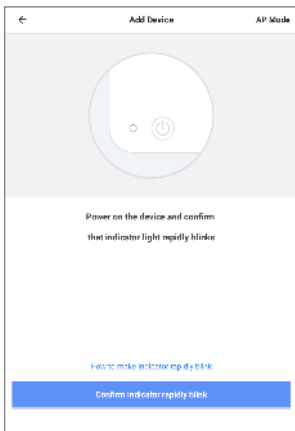 Add Device
AP Mode
Power on the device and confirm
that indicator light rapidly blinks
How to make indicator rapidly blink
Confirm indicator rapidly blink